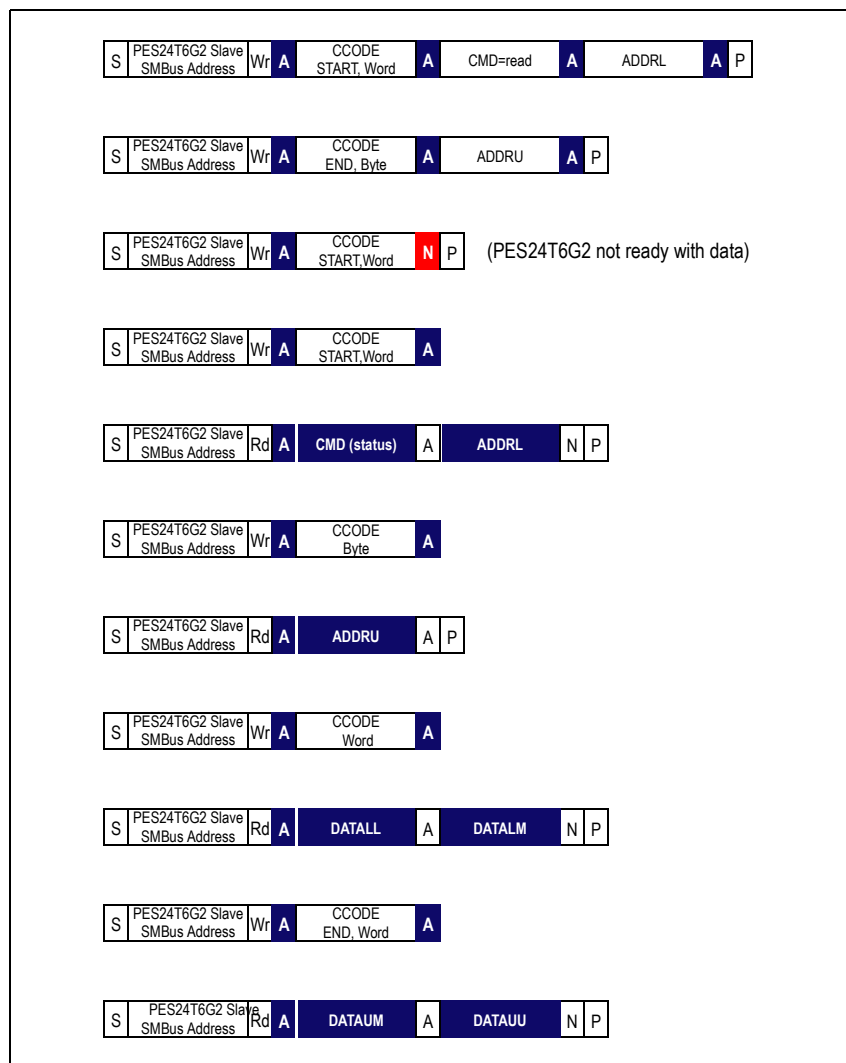 S PES24T6G2 Slave SMBus Address Wr A CCODE START, Word A CMD=read A ADDRL A P
S PES24T6G2 Slave SMBus Address Wr A CCODE END, Byte A ADDRU A P
S PES24T6G2 Slave SMBus Address Wr A CCODE START,Word N P (PES24T6G2 not ready with data)
S PES24T6G2 Slave SMBus Address Wr A CCODE START,Word A
S PES24T6G2 Slave SMBus Address Rd A CMD (status) A ADDRL N P
S PES24T6G2 Slave SMBus Address Wr A CCODE Byte A
S PES24T6G2 Slave SMBus Address Rd A ADDRU A P
S PES24T6G2 Slave SMBus Address Wr A CCODE Word A
S PES24T6G2 Slave SMBus Address Rd A DATALL A DATALM N P
S PES24T6G2 Slave SMBus Address Wr A CCODE END, Word A
S PES24T6G2 Slave SMBus Address Rd A DATAUM A DATAUU N P